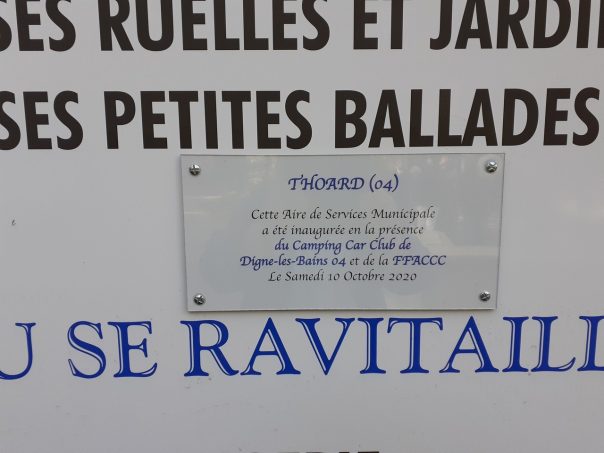 SES RUELLES ET JARDI
SES PETITES BALLADES
THOARD (04)
Cette Aire de Services Municipale
a été inaugurée en la présence
du Camping Car Club de
Digne-les-Bains 04 et de la FFACCC
Le Samedi 10 Octobre 2020
U SE RAVITAILL